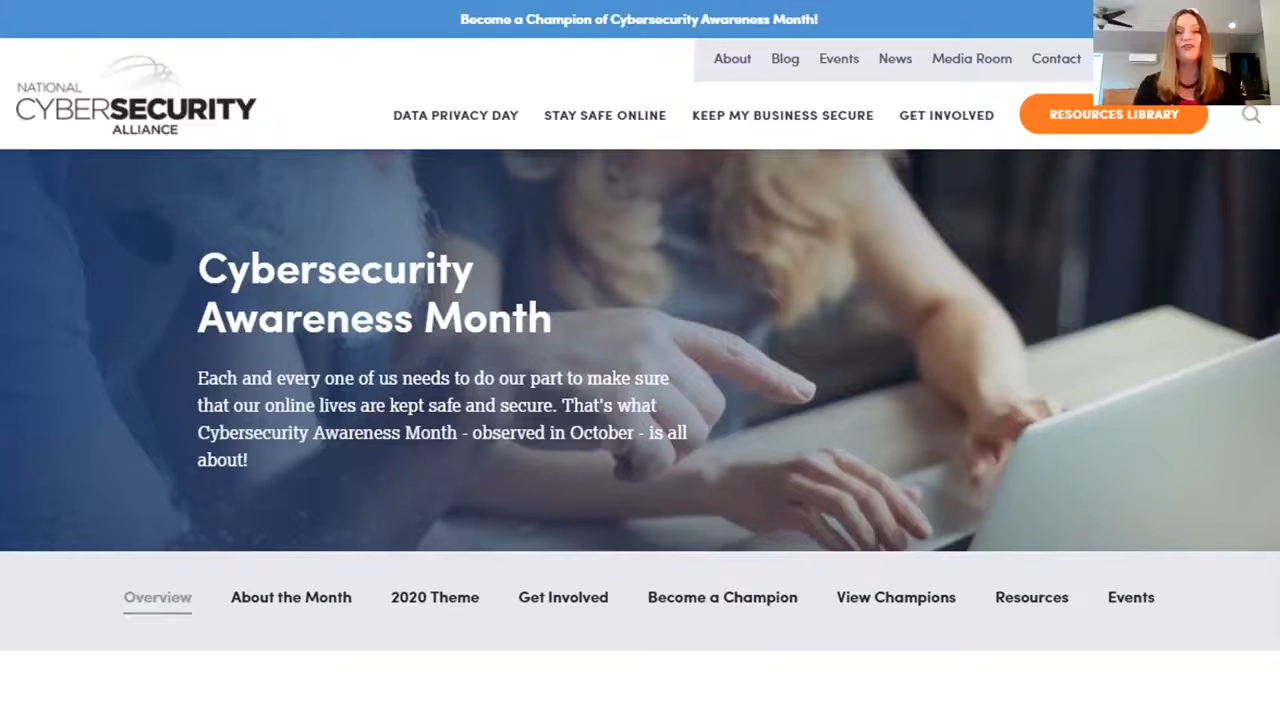 Become a Champion of Cybersecurity Awareness Month!
About Blog Events News Media Room Contact
NATIONAL
CYBERSECURITY
ALLIANCE
DATA PRIVACY DAY STAY SAFE ONLINE KEEP MY BUSINESS SECURE GET INVOLVED RESOURCES LIBRARY
Cybersecurity
Awareness Month
Each and every one of us needs to do our part to make sure
that our online lives are kept safe and secure. That's what
Cybersecurity Awareness Month - observed in October - is all
about!
Overview About the Month 2020 Theme Get Involved Become a Champion View Champions Resources Events